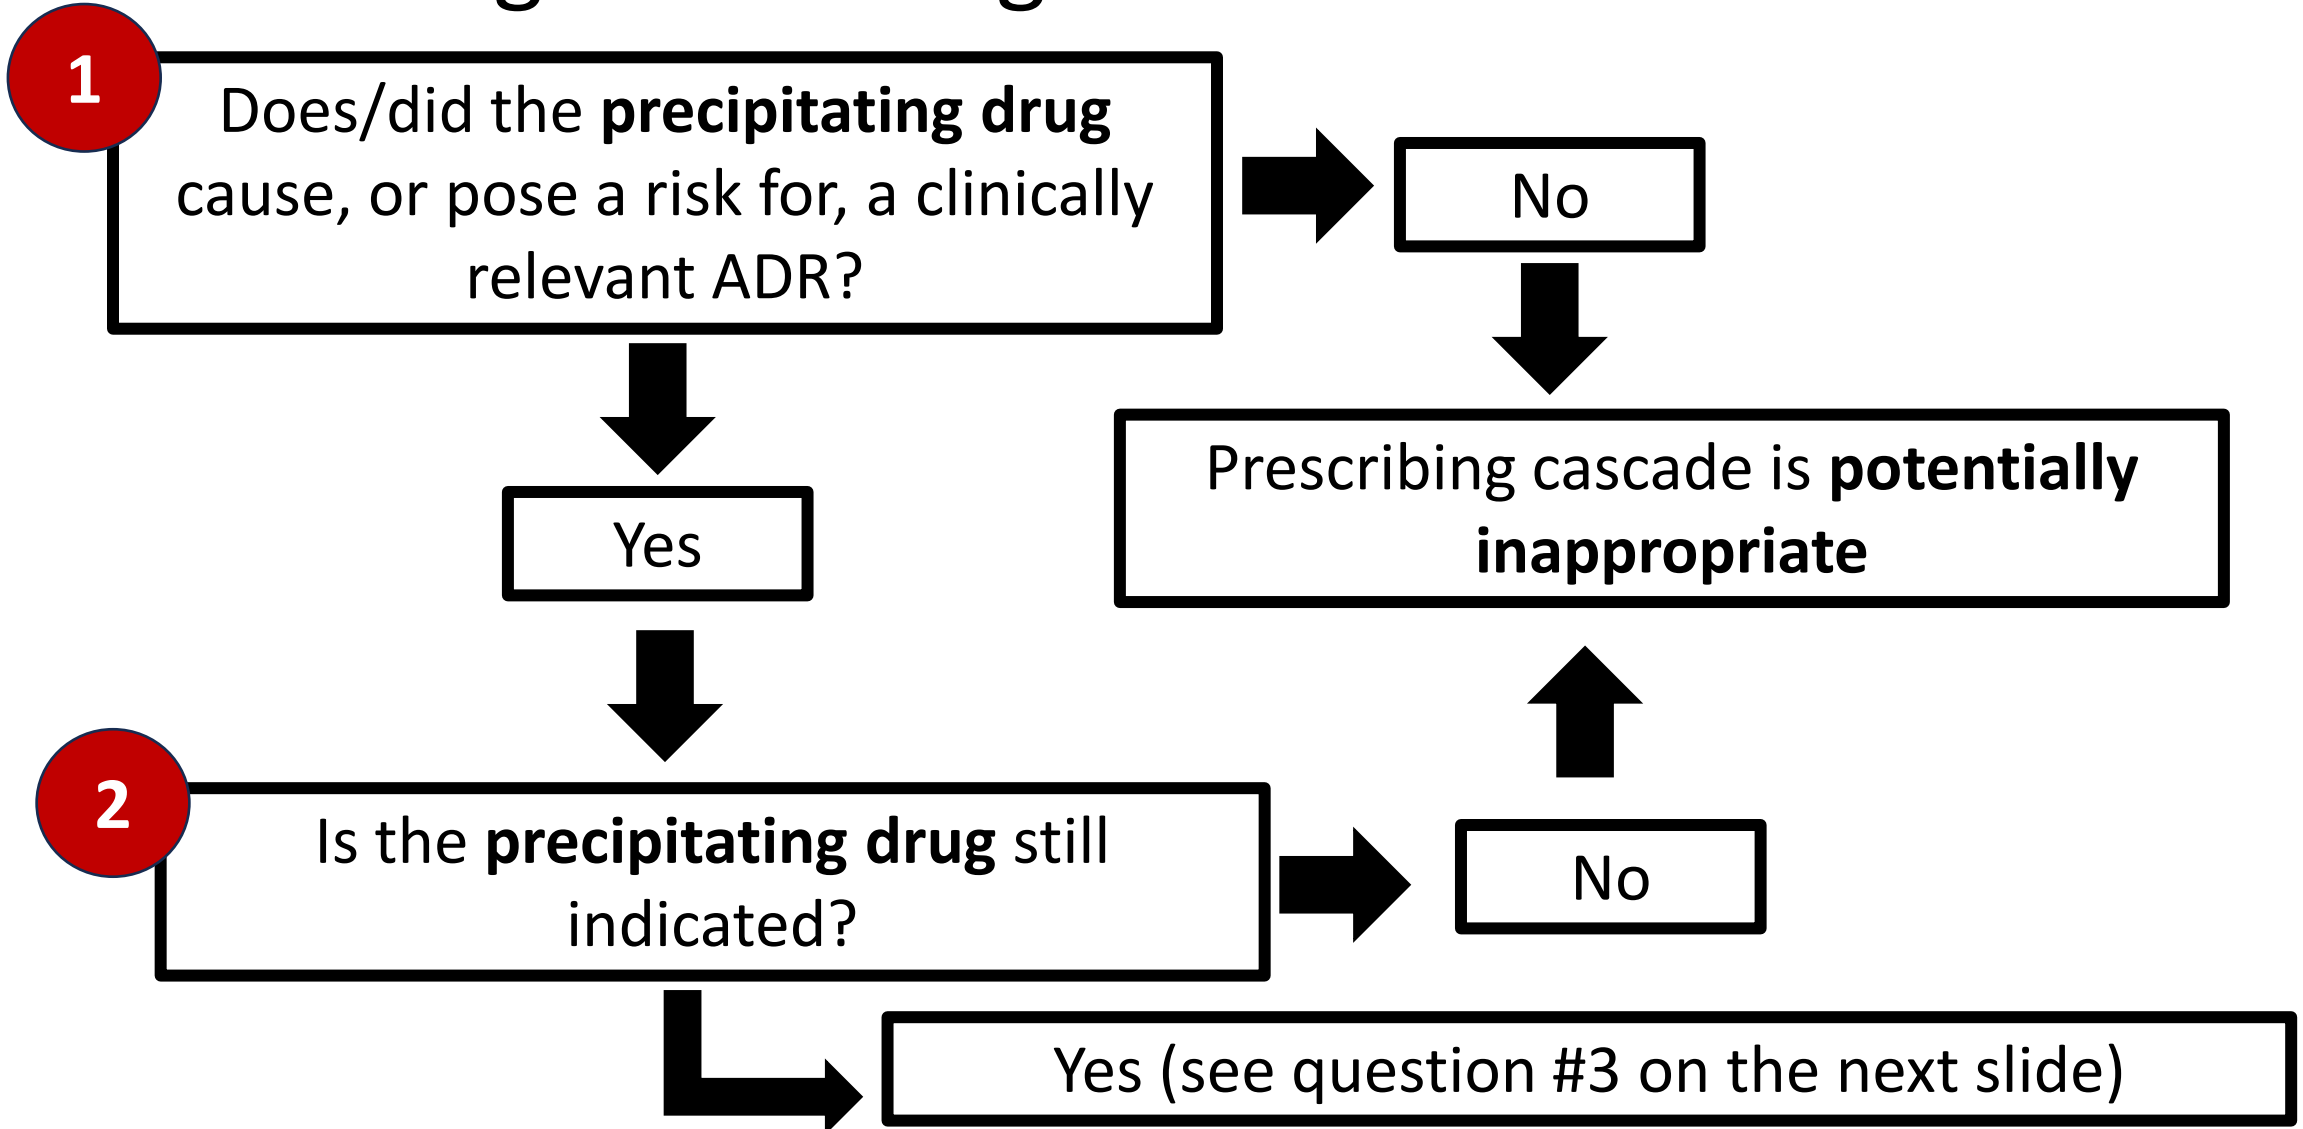 1
Does/did the precipitating drug
cause, or pose a risk for, a clinically
relevant ADR?
No
Yes
Prescribing cascade is potentially
inappropriate
2
Is the precipitating drug still
indicated?
No
Yes (see question #3 on the next slide)